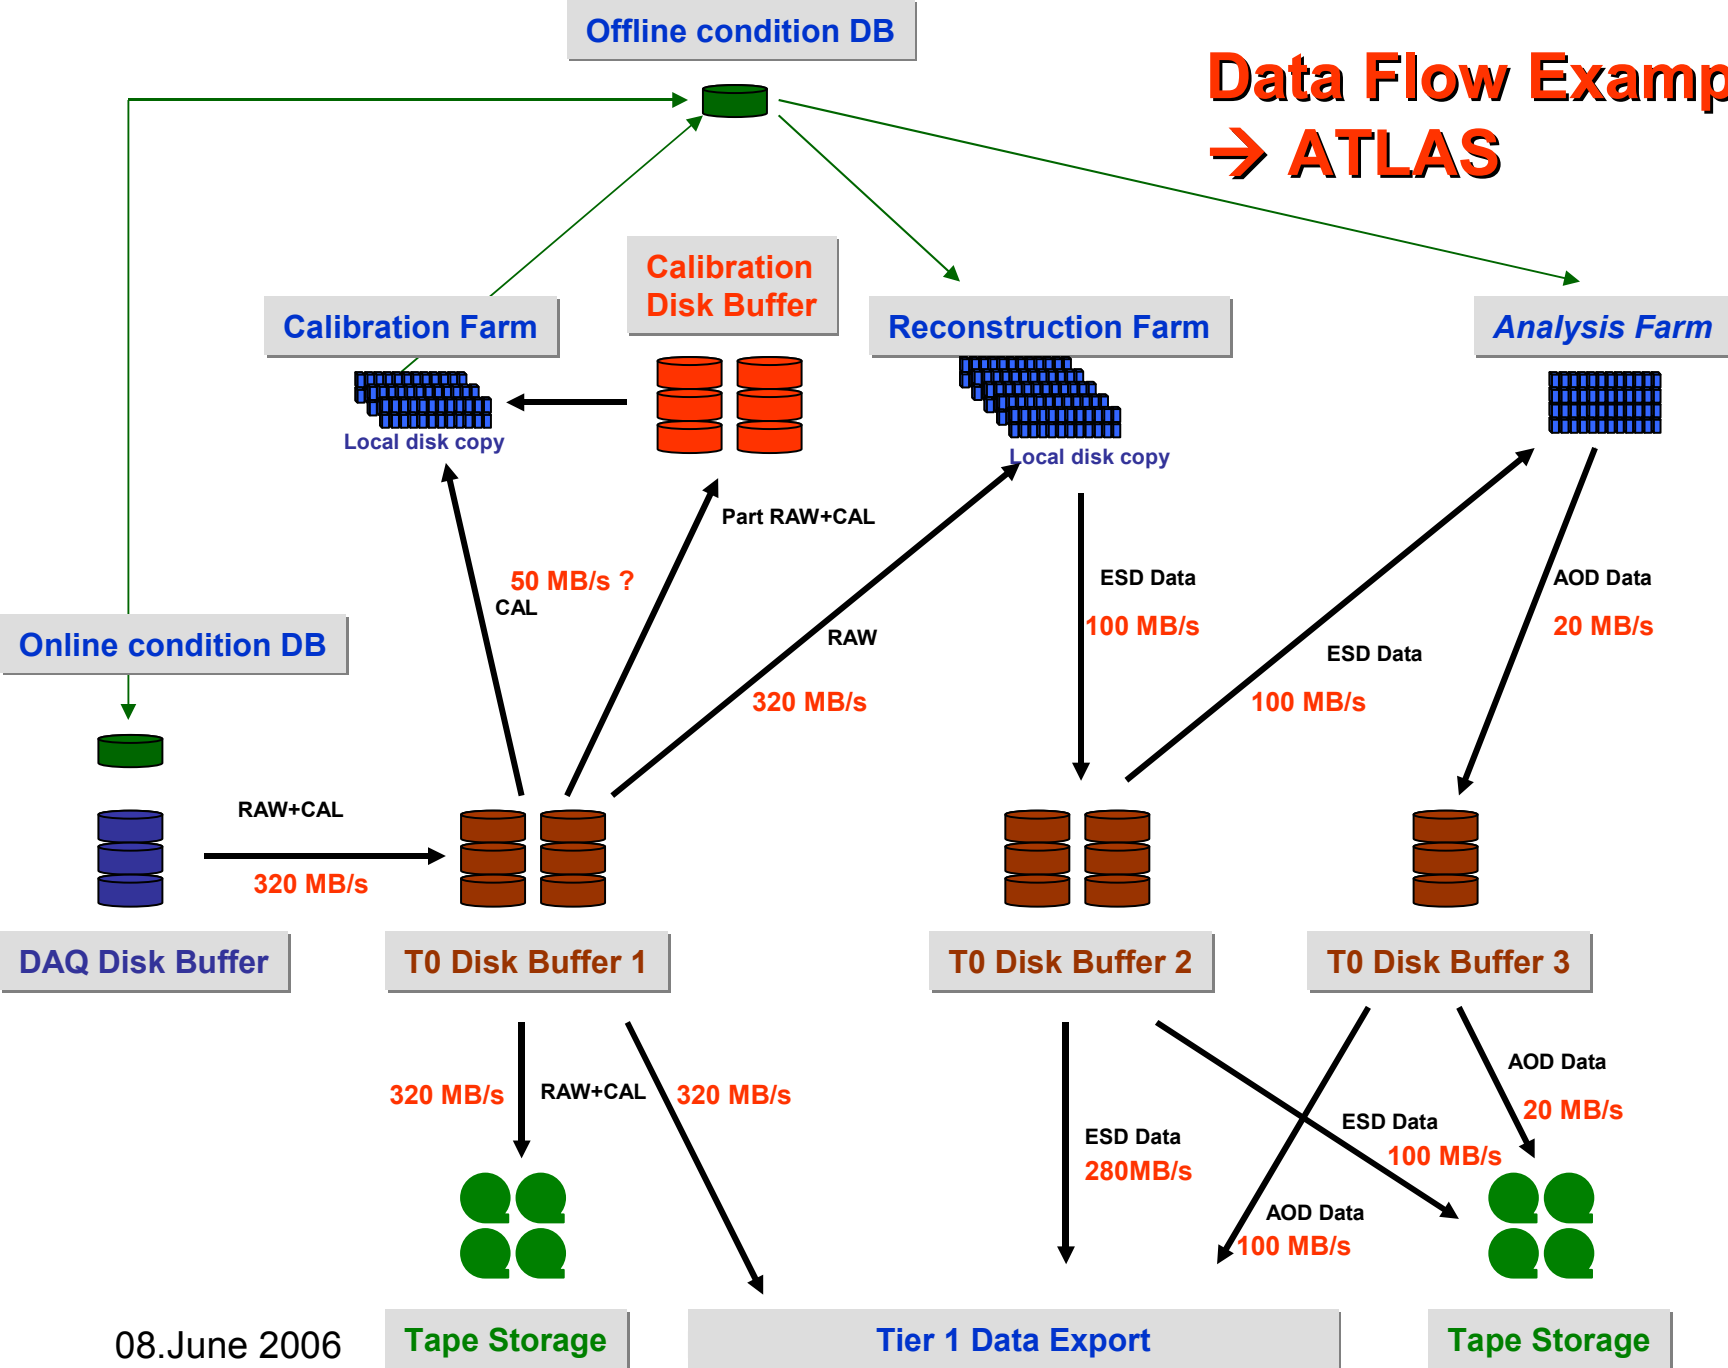 Offline condition DB
Data Flow Examp
→ ATLAS
Calibration
Disk Buffer
Calibration Farm
Reconstruction Farm
Analysis Farm
Local disk copy
Local disk copy
Part RAW+CAL
50 MB/s ?
CAL
ESD Data
100 MB/s
AOD Data
20 MB/s
RAW
320 MB/s
ESD Data
100 MB/s
Online condition DB
RAW+CAL
320 MB/s
DAQ Disk Buffer
T0 Disk Buffer 1
T0 Disk Buffer 2
T0 Disk Buffer 3
320 MB/s
RAW+CAL
320 MB/s
ESD Data
280MB/s
ESD Data
100 MB/s
AOD Data
20 MB/s
AOD Data
100 MB/s
08.June 2006
Tape Storage
Tier 1 Data Export
Tape Storage